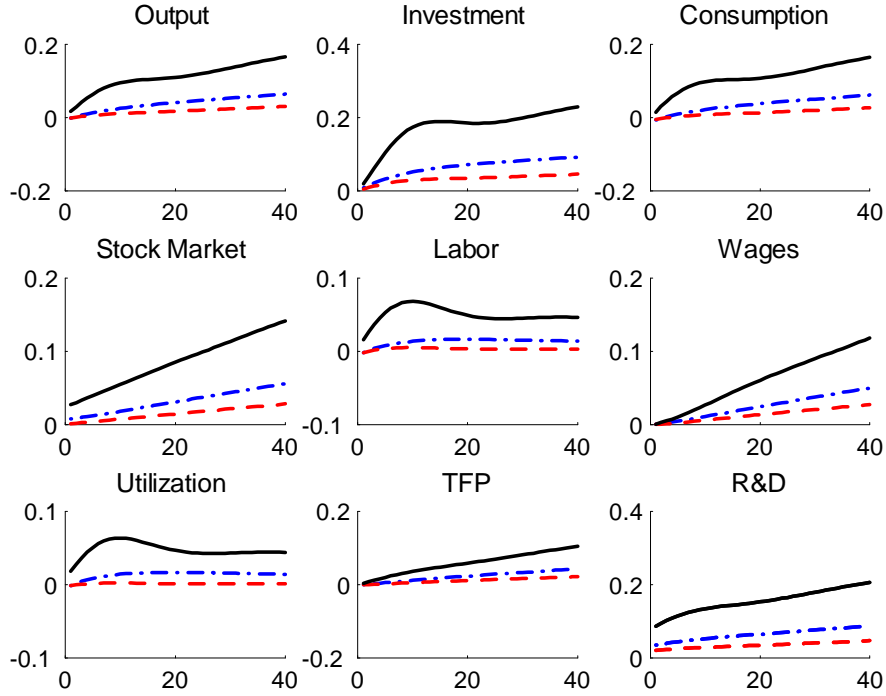 Output Investment Consumption
0.2 0.4 0.2
0 0.2 0
-0.2 0 -0.2
0 20 40 0 20 40 0 20 40
Stock Market Labor Wages
0.2 0.1 0.2
0.1 0 0.1
0 -0.1 0
0 20 40 0 20 40 0 20 40
Utilization TFP R&D
0.1 0.2 0.4
0 0 0.2
-0.1 -0.2 0
0 20 40 0 20 40 0 20 40